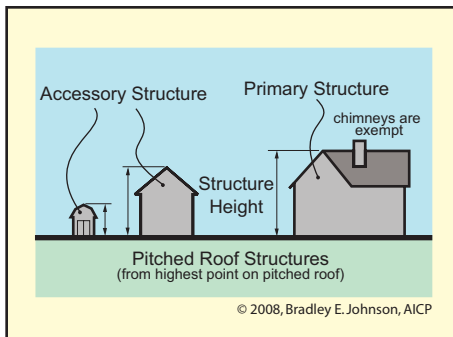 Accessory Structure
Primary Structure
chimneys are
exempt
Structure
Height
Pitched Roof Structures
(from highest point on pitched roof)
© 2008, Bradley E. Johnson, AICP